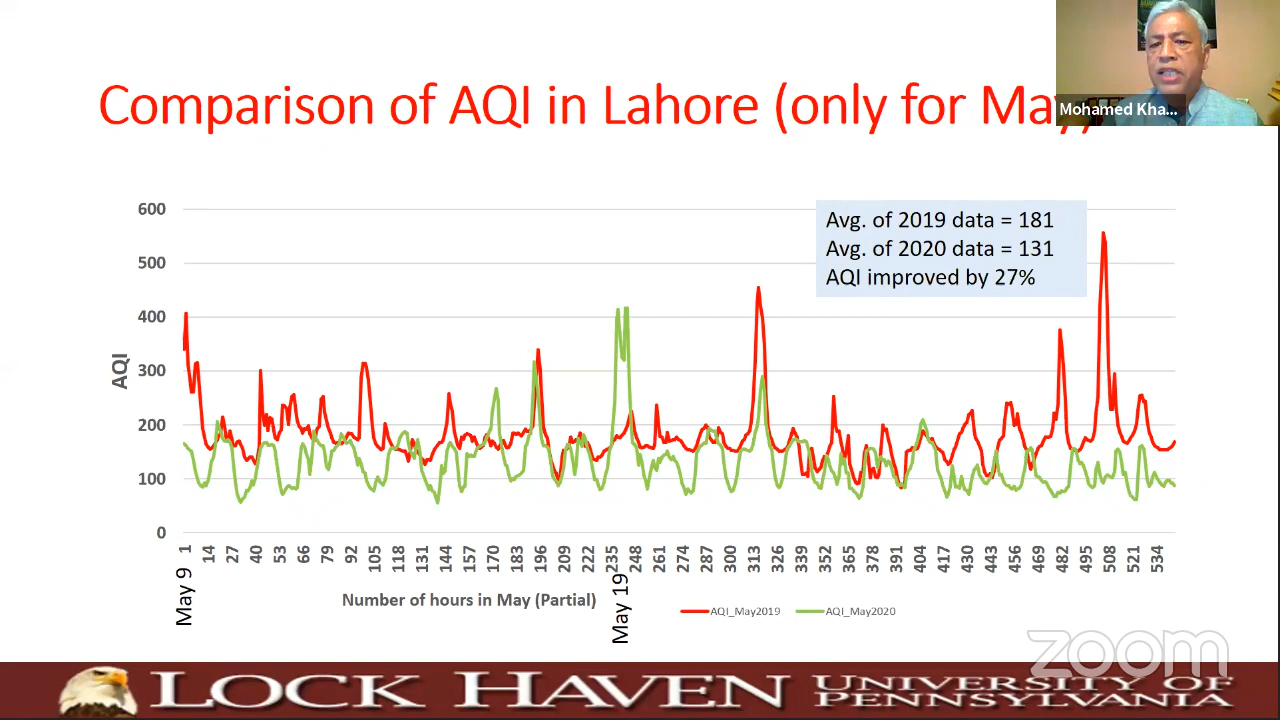 Comparison of AQI in Lahore (only for May)
Mohamed Kha...
Avg. of 2019 data = 181
Avg. of 2020 data = 131
AQI improved by 27%
600
500
400
300
200
100
0
AQI
1 14 27 40 53 66 79 92 105 118 131 144 157 170 183 196 209 222 235 248 261 274 287 300 313 326 339 352 365 378 391 404 417 430 443 456 469 482 495 508 521 534
May 9
May 19
Number of hours in May (Partial)
AQI_May2019 AQI_May2020
zoom
LOCK HAVEN UNIVERSITY OF
PENNSYLVANIA